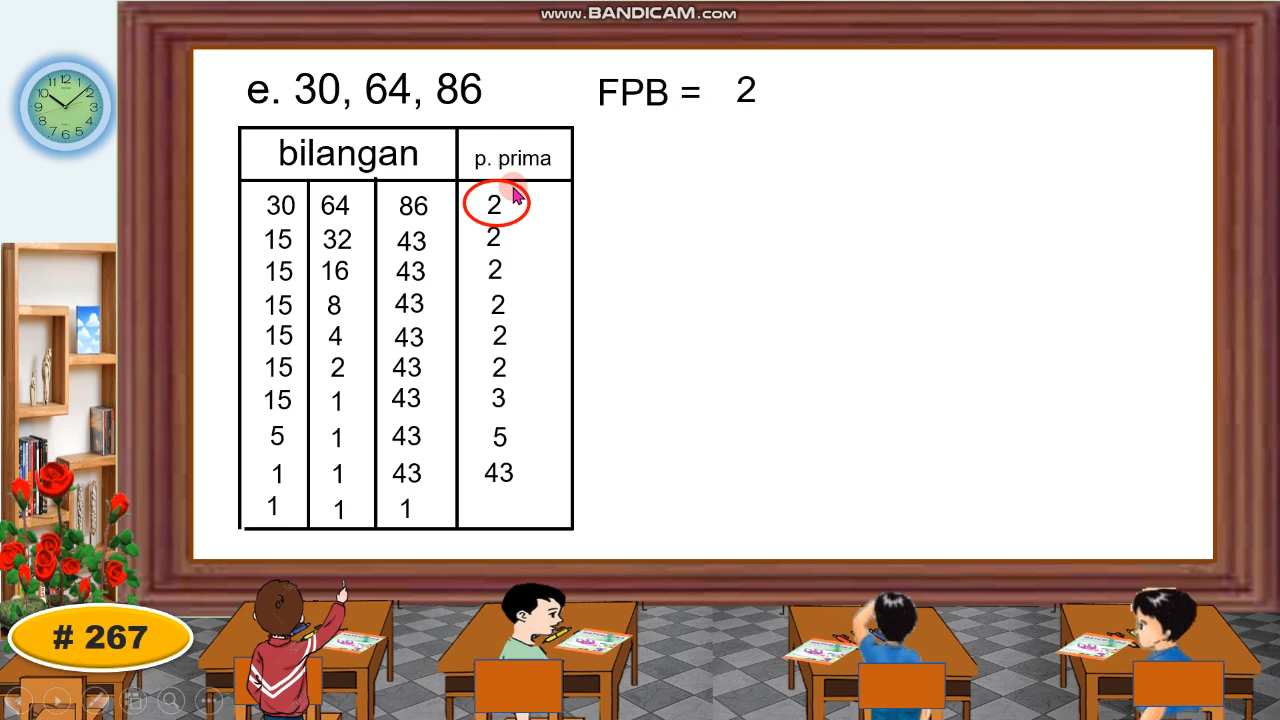 www.BANDICAM.com
e. 30, 64, 86
FPB = 2
bilangan p. prima
30 64 86 2
15 32 43 2
15 16 43 2
15 8 43 2
15 4 43 2
15 2 43 2
15 1 43 3
5 1 43 5
1 1 43 43
1 1 1
# 267